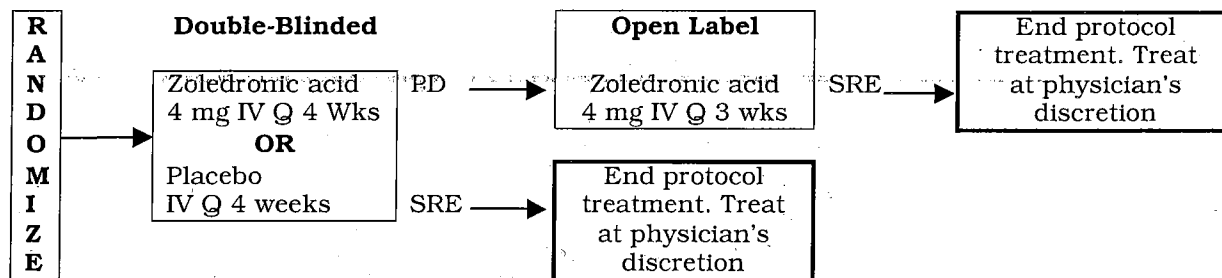 RANDOMIZE
Double-Blinded
Zoledronic acid
4 mg IV Q 4 Wks
OR
Placebo
IV Q 4 weeks
PD
SRE
Open Label
Zoledronic acid
4 mg IV Q 3 wks
SRE
End protocol
treatment. Treat
at physician's
discretion
End protocol
treatment. Treat
at physician's
discretion